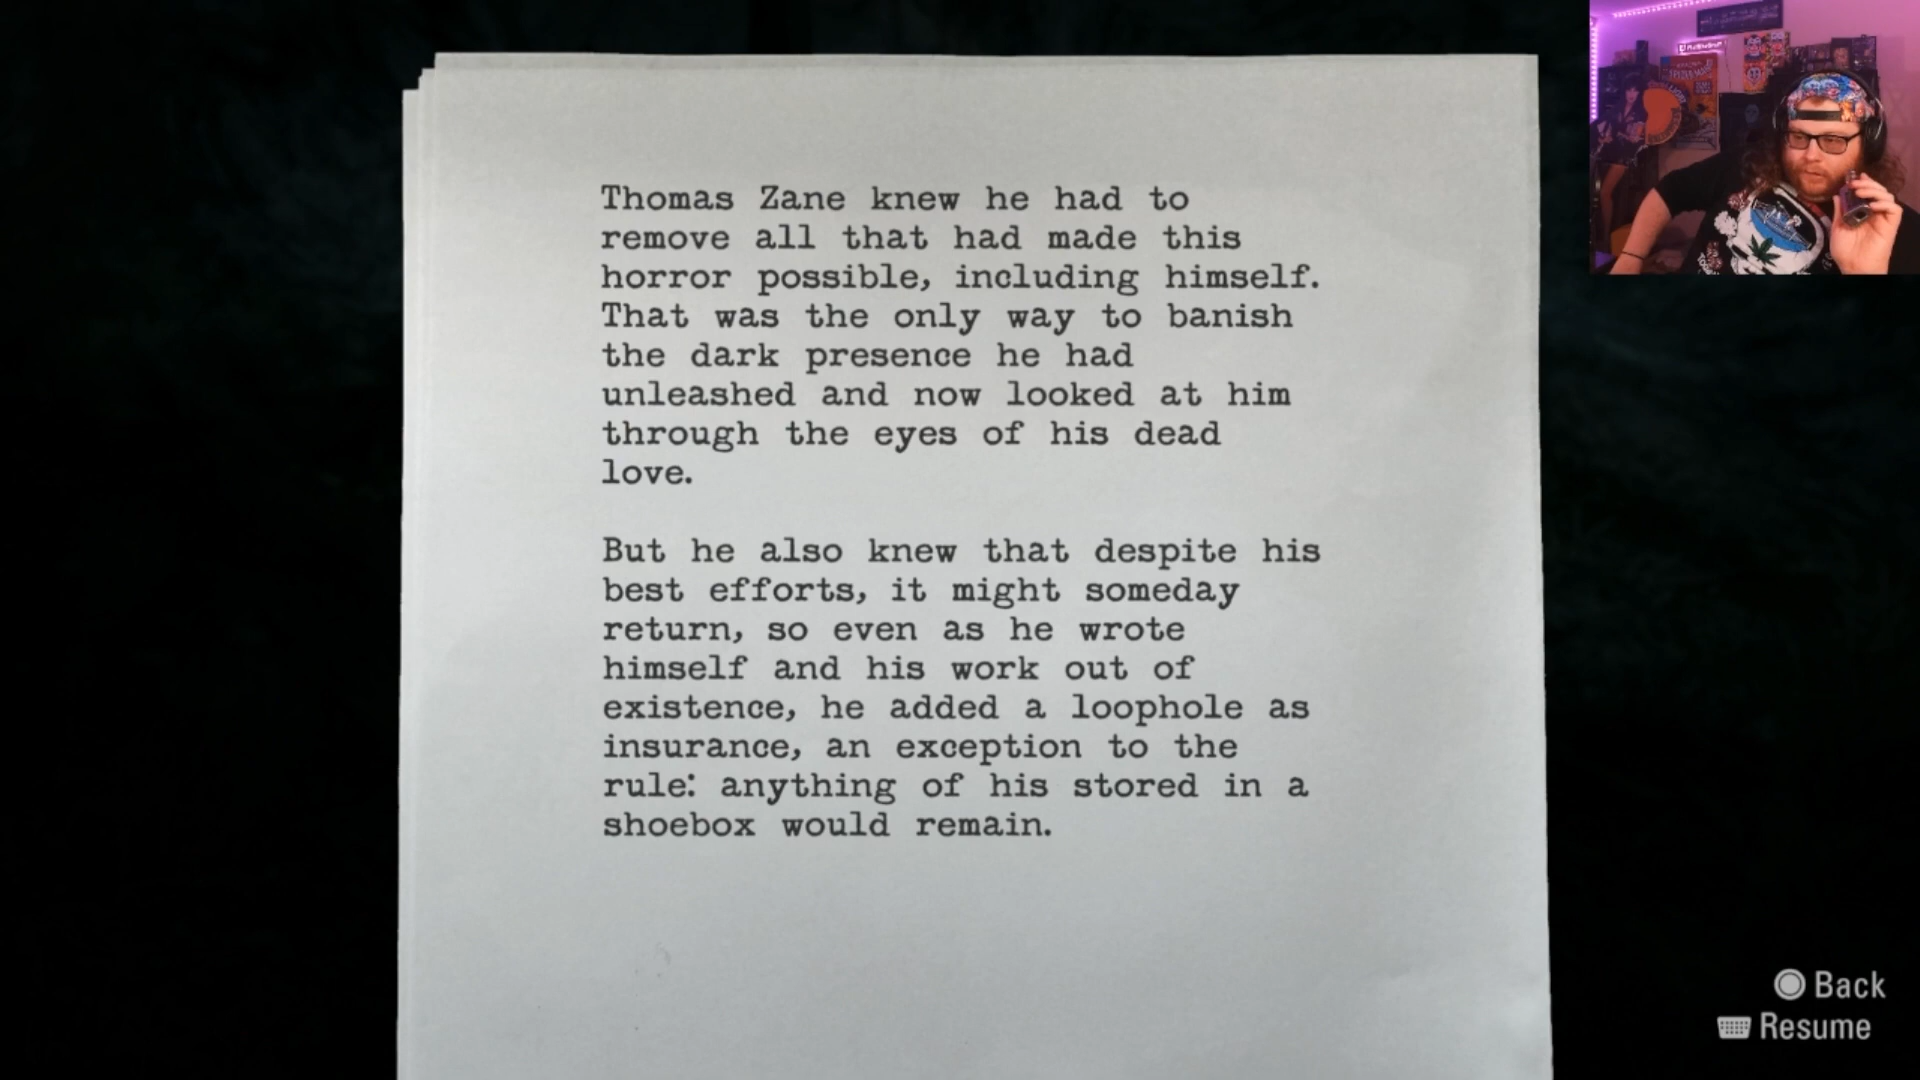 Thomas Zane knew he had to
remove all that had made this
horror possible, including himself.
That was the only way to banish
the dark presence he had
unleashed and now looked at him
through the eyes of his dead
love.
But he also knew that despite his
best efforts, it might someday
return, so even as he wrote
himself and his work out of
existence, he added a loophole as
insurance, an exception to the
rule: anything of his stored in a
shoebox would remain.
Back
Resume